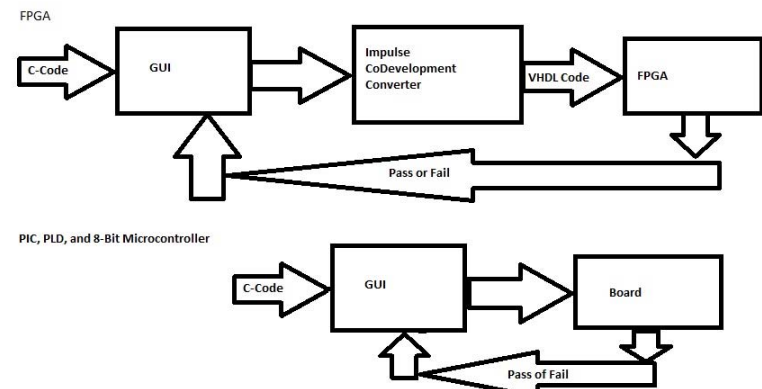 FPGA
C-Code
GUI
Impulse
CoDevelopment
Converter
VHDL Code
FPGA
Pass or Fail
PIC, PLD, and 8-Bit Microcontroller
C-Code
GUI
Board
Pass of Fail